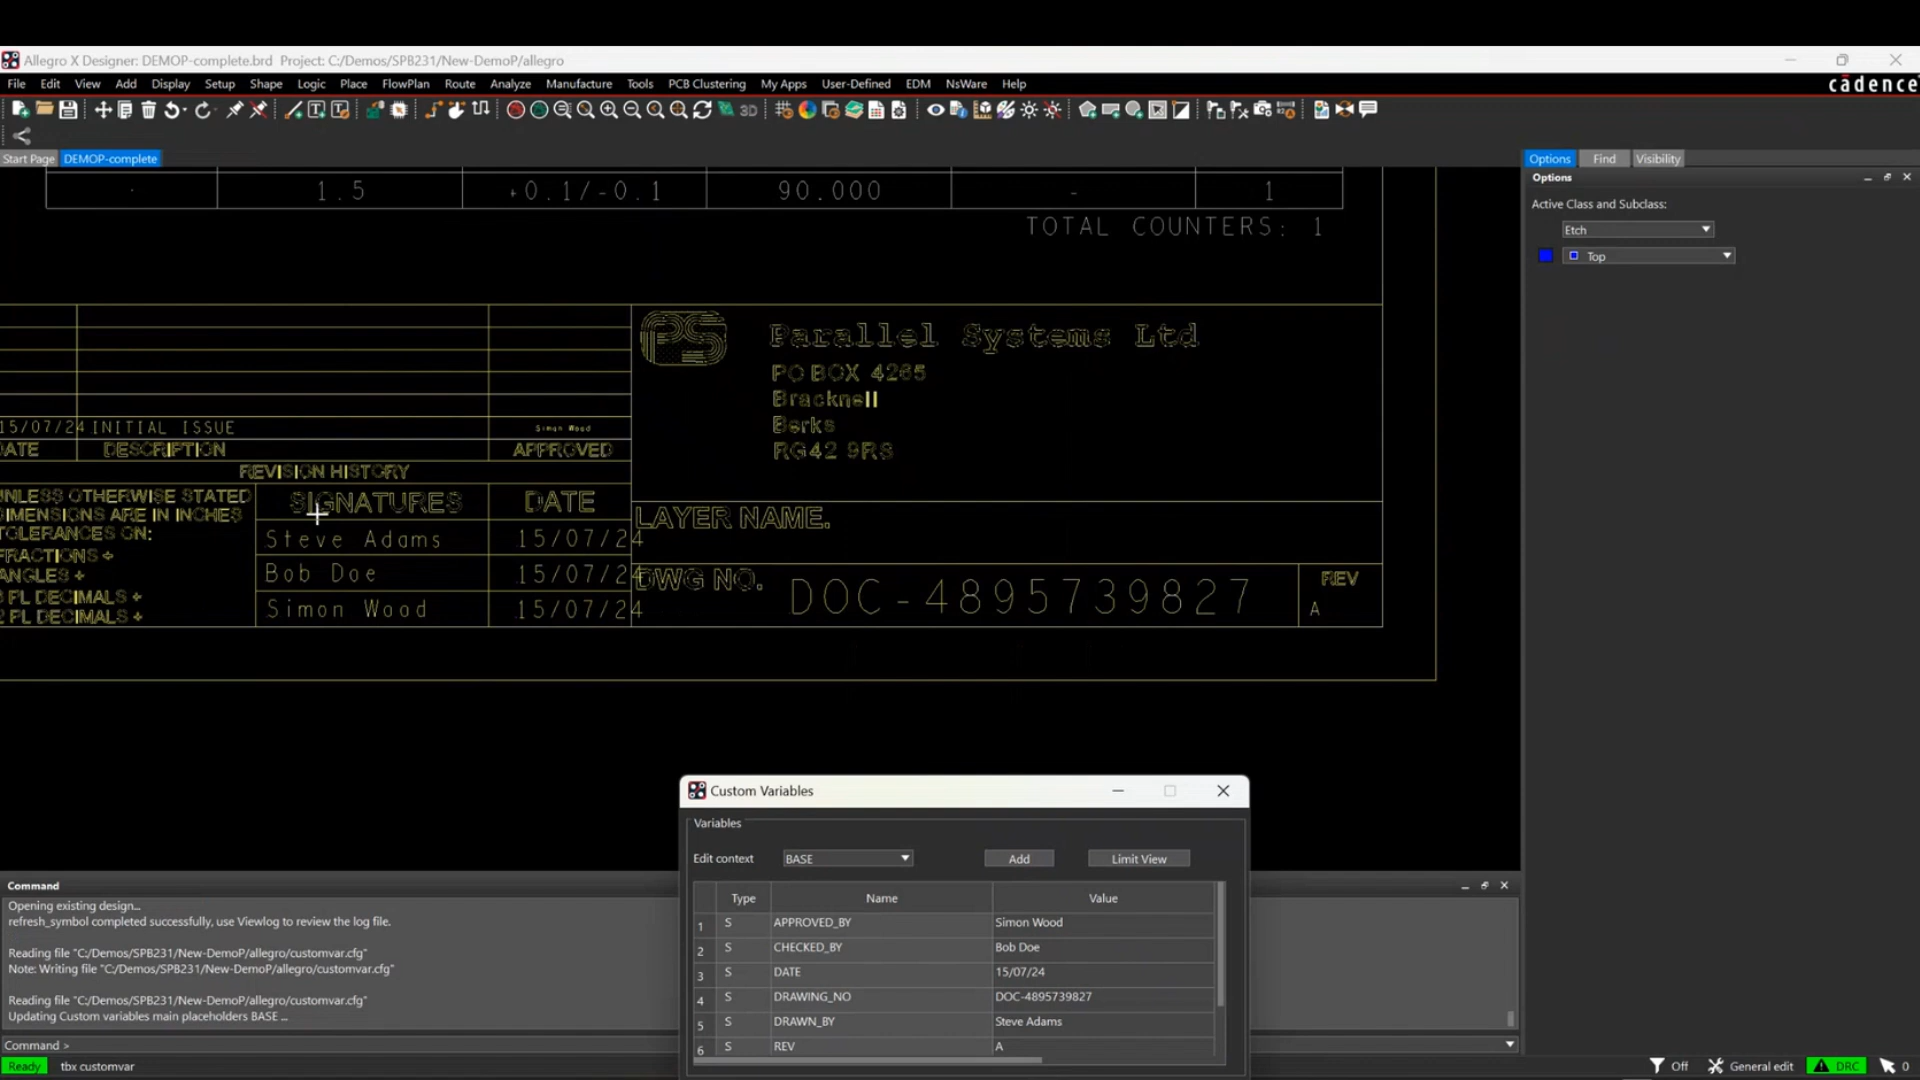 Allegro X Designer: DEMOP-complete.brd Project: C:/Demos/SPB231/New-DemoP/allegro
File Edit View Add Display Setup Shape Logic Place FlowPlan Route Analyze Manufacture Tools PCB Clustering My Apps User-Defined EDM NsWare Help
cādence
3D
Start Page DEMOP-complete
Options Find Visibility
Options
Active Class and Subclass:
Etch
Top
- 1.5 +0.1/-0.1 90.000 - 1
TOTAL COUNTERS: 1
PS
Parallel Systems Ltd
PO BOX 4265
Bracknell
Berks
RG42 9RS
15/07/24 INITIAL ISSUE Simon Wood
DATE DESCRIPTION APPROVED
REVISION HISTORY
UNLESS OTHERWISE STATED
DIMENSIONS ARE IN INCHES
TOLERANCES ON:
FRACTIONS +
ANGLES +
3 PL DECIMALS +
2 PL DECIMALS +
SIGNATURES DATE
Steve Adams 15/07/24
Bob Doe 15/07/24
Simon Wood 15/07/24
LAYER NAME.
DWG NO. DOC-4895739827
REV
A
Custom Variables
Variables
Edit context BASE Add Limit View
Type Name Value
1 S APPROVED_BY Simon Wood
2 S CHECKED_BY Bob Doe
3 S DATE 15/07/24
4 S DRAWING_NO DOC-4895739827
5 S DRAWN_BY Steve Adams
6 S REV A
Command
Opening existing design...
refresh_symbol completed successfully, use Viewlog to review the log file.
Reading file "C:/Demos/SPB231/New-DemoP/allegro/customvar.cfg"
Note: Writing file "C:/Demos/SPB231/New-DemoP/allegro/customvar.cfg"
Reading file "C:/Demos/SPB231/New-DemoP/allegro/customvar.cfg"
Updating Custom variables main placeholders BASE ...
Command >
Ready tbx customvar
Off General edit DRC 0